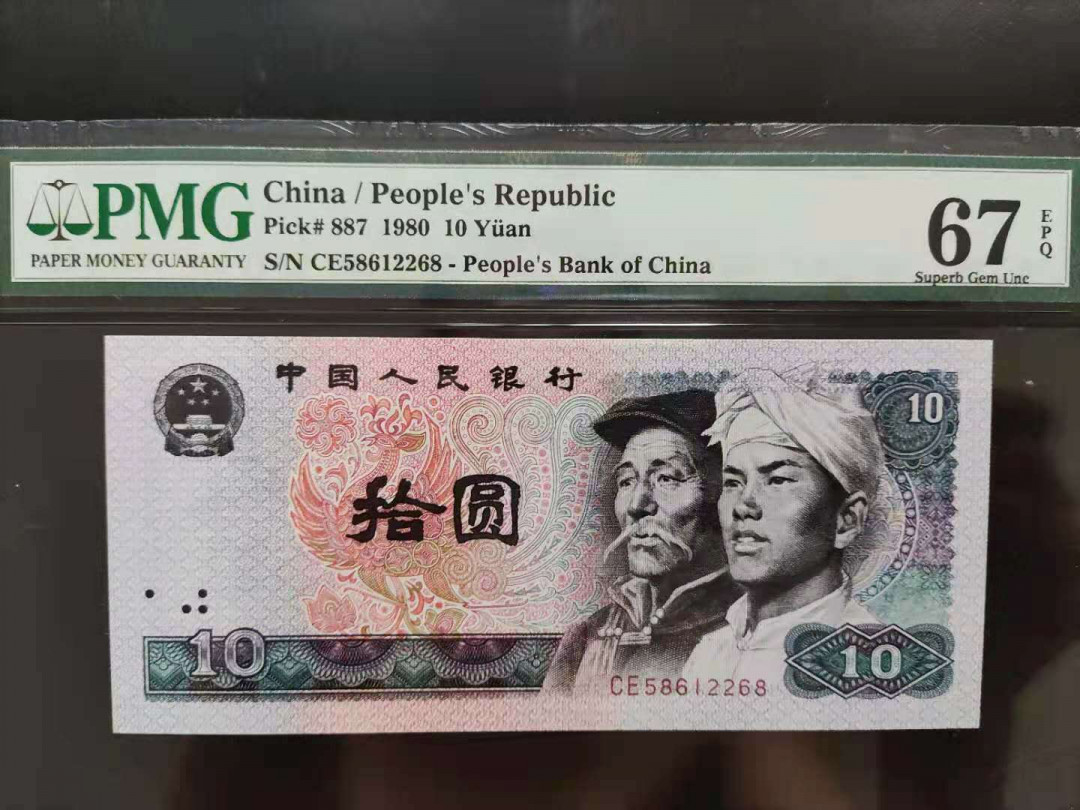 PMG
PAPER MONEY GUARANTY
China / People's Republic
Pick# 887 1980 10 Yüan
S/N CE58612268 - People's Bank of China
67
EPQ
Superb Gem Unc
中国人民银行
10
拾圆
10
10
CE58612268